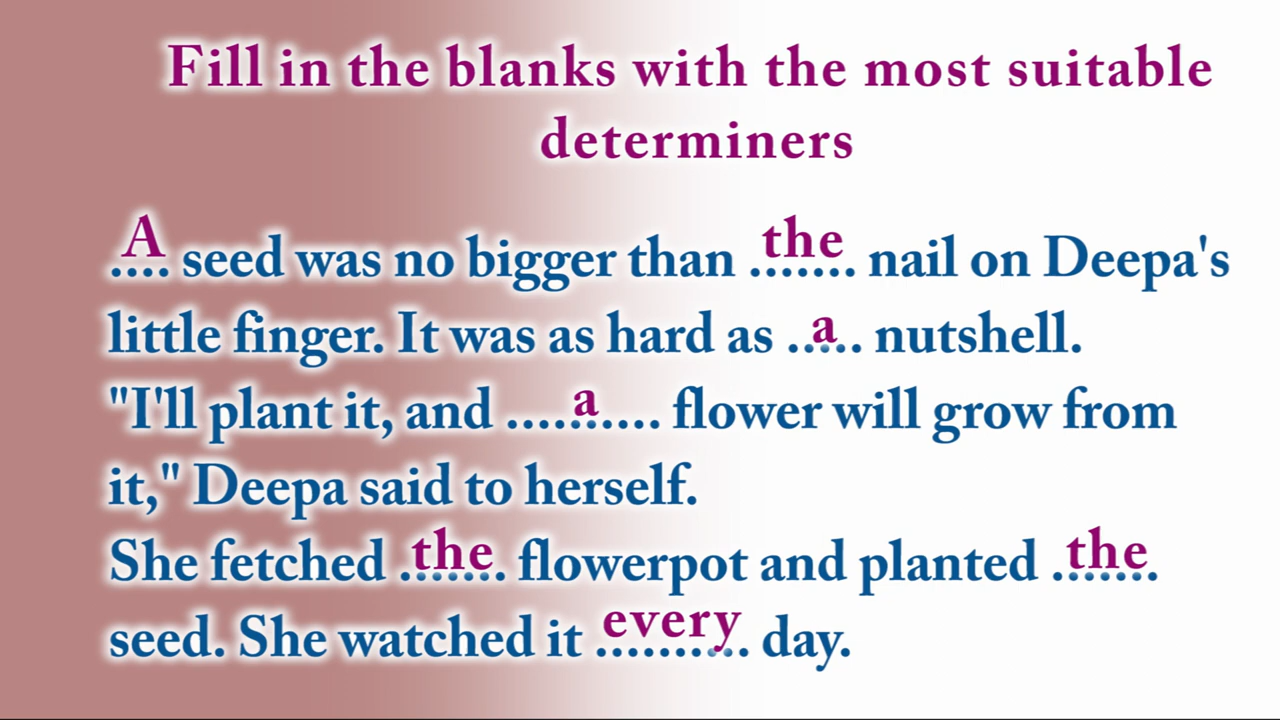 Fill in the blanks with the most suitable
determiners
A seed was no bigger than the nail on Deepa's
little finger. It was as hard as a nutshell.
"I'll plant it, and a flower will grow from
it," Deepa said to herself.
She fetched the flowerpot and planted the
seed. She watched it every day.